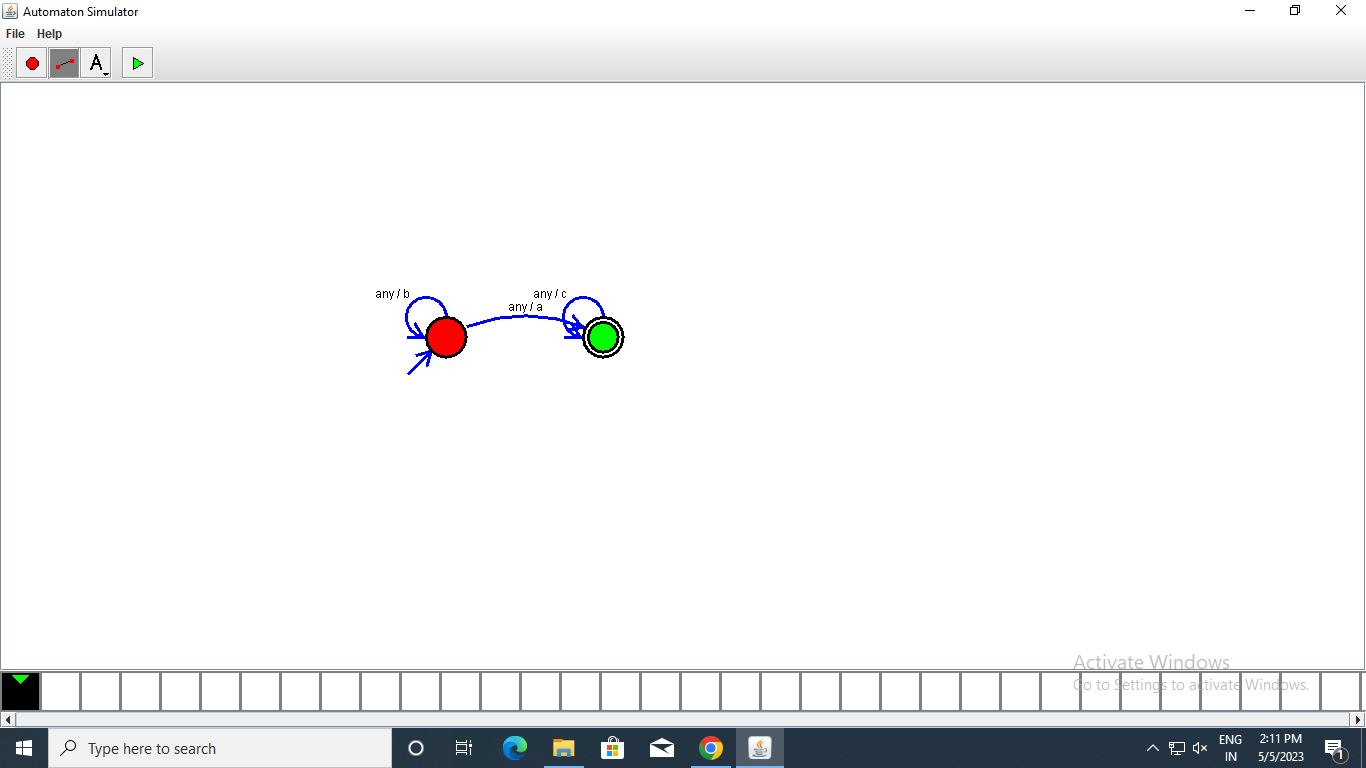 Automaton Simulator
File Help
A
any / b
any / c
any / a
Activate Windows
Go to Settings to activate Windows.
Type here to search
ENG
IN
2:11 PM
5/5/2023
1